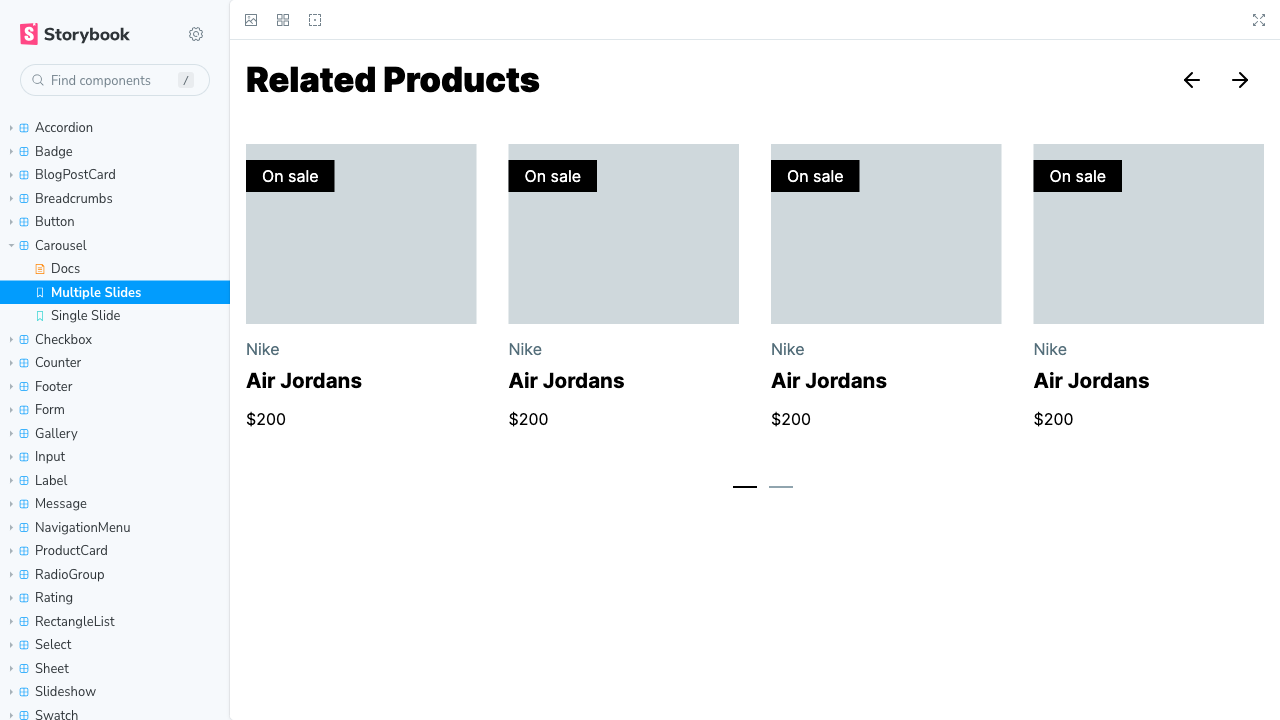 Storybook
Find components /
Accordion
Badge
BlogPostCard
Breadcrumbs
Button
Carousel
Docs
Multiple Slides
Single Slide
Checkbox
Counter
Footer
Form
Gallery
Input
Label
Message
NavigationMenu
ProductCard
RadioGroup
Rating
RectangleList
Select
Sheet
Slideshow
Swatch
Related Products
On sale On sale On sale On sale
Nike Nike Nike Nike
Air Jordans Air Jordans Air Jordans Air Jordans
$200 $200 $200 $200